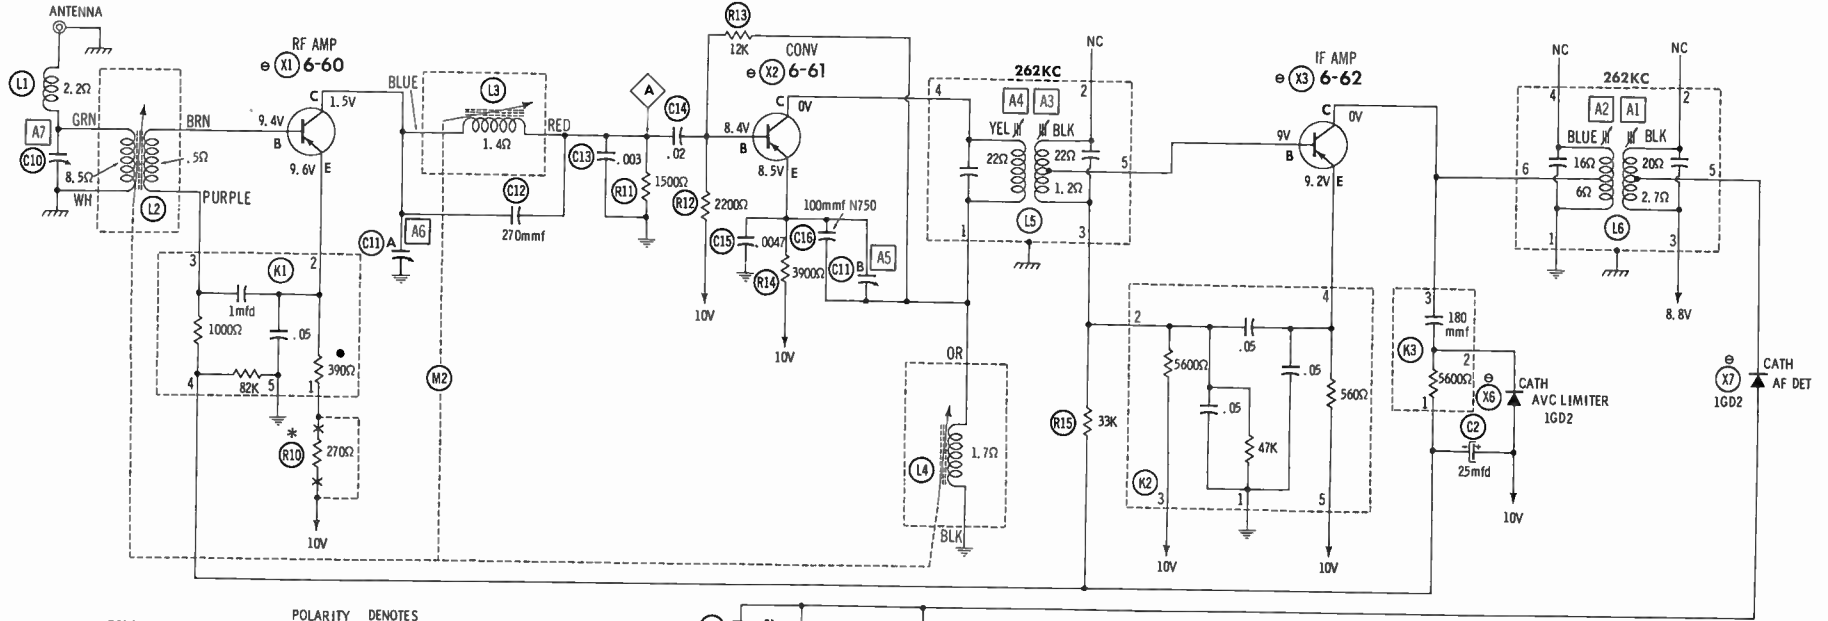 ANTENNA
L1
2.2Ω
GRN
A7
C10
8.5Ω
WH
L2
BRN
.5Ω
PURPLE
RF AMP
⊖ X1 6-60
C
1.5V
9.4V
B
9.6V
E
BLUE
L3
1.4Ω
RED
C12
270mmf
C11 A
A6
3
K1
2
1mfd
1000Ω
.05
4
82K
5
390Ω
1
*
R10
270Ω
10V
M2
A
C13
.003
R11
1500Ω
C14
.02
R13
12K
CONV
⊖ X2 6-61
C
0V
8.4V
B
8.5V
E
R12
2200Ω
10V
C15
.0047
100mmf N750
C16
R14
3900Ω
C11 B
A5
10V
262KC
4
A4
A3
2
NC
YEL
BLK
22Ω
22Ω
5
1.2Ω
L5
1
3
OR
L4
1.7Ω
BLK
R15
33K
IF AMP
⊖ X3 6-62
C
0V
9V
B
9.2V
E
4
2
5600Ω
.05
.05
.05
560Ω
47K
K2
3
1
5
10V
10V
3
180
mmf
K3
2
5600Ω
1
⊖
X6
CATH
AVC LIMITER
1GD2
C2
- +
25mfd
10V
NC
NC
262KC
4
A2
A1
2
BLUE
BLK
16Ω
20Ω
6
5
6Ω
2.7Ω
L6
1
3
8.8V
⊖
X7
1GD2
CATH
AF DET
POLARITY DENOTES